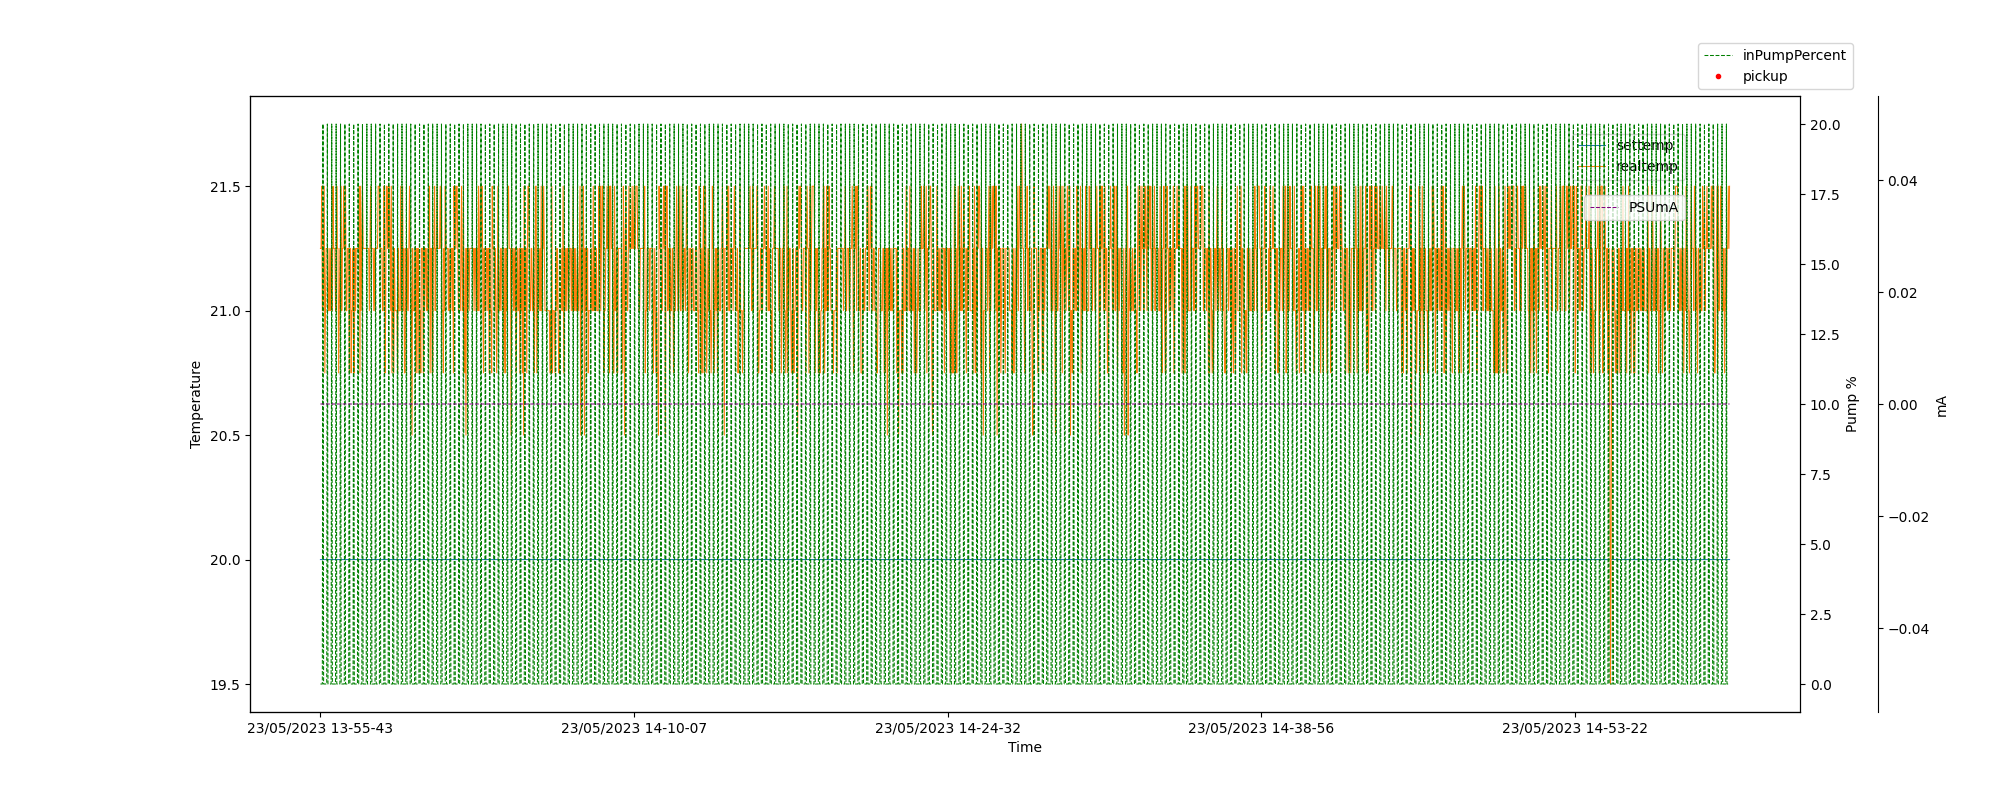 inPumpPercent
pickup
settemp
realtemp
PSUmA
21.5
21.0
20.5
20.0
19.5
Temperature
20.0
17.5
15.0
12.5
10.0
7.5
5.0
2.5
0.0
Pump %
0.04
0.02
0.00
−0.02
−0.04
mA
23/05/2023 13-55-43
23/05/2023 14-10-07
23/05/2023 14-24-32
23/05/2023 14-38-56
23/05/2023 14-53-22
Time